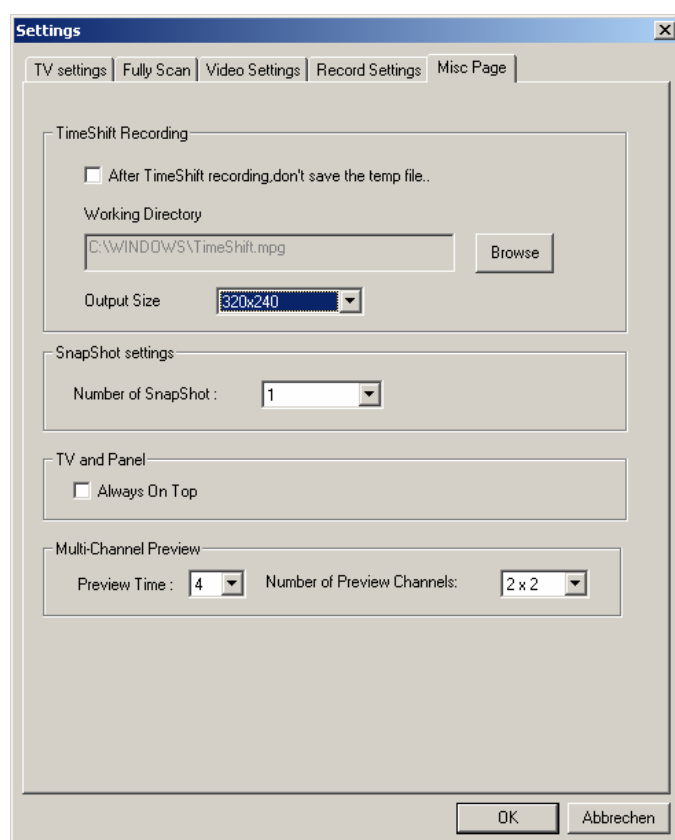 Settings
TV settings Fully Scan Video Settings Record Settings Misc Page
TimeShift Recording
After TimeShift recording,don't save the temp file..
Working Directory
C:\WINDOWS\TimeShift.mpg Browse
Output Size 320x240
SnapShot settings
Number of SnapShot : 1
TV and Panel
Always On Top
Multi-Channel Preview
Preview Time : 4 Number of Preview Channels: 2 x 2
OK Abbrechen